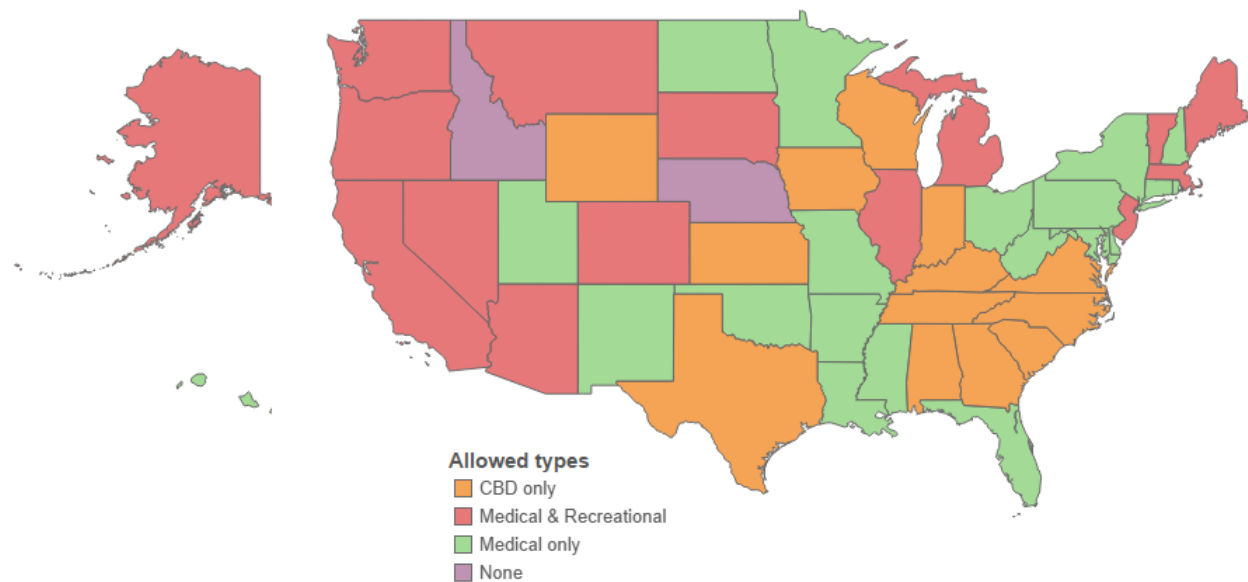 Allowed types
CBD only
Medical & Recreational
Medical only
None